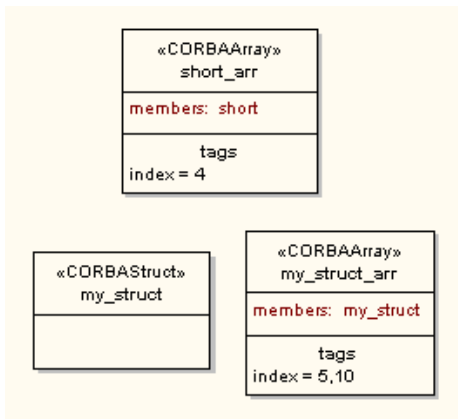 «CORBAArray»
short_arr
members: short
tags
index = 4
«CORBAStruct»
my_struct
«CORBAArray»
my_struct_arr
members: my_struct
tags
index = 5,10